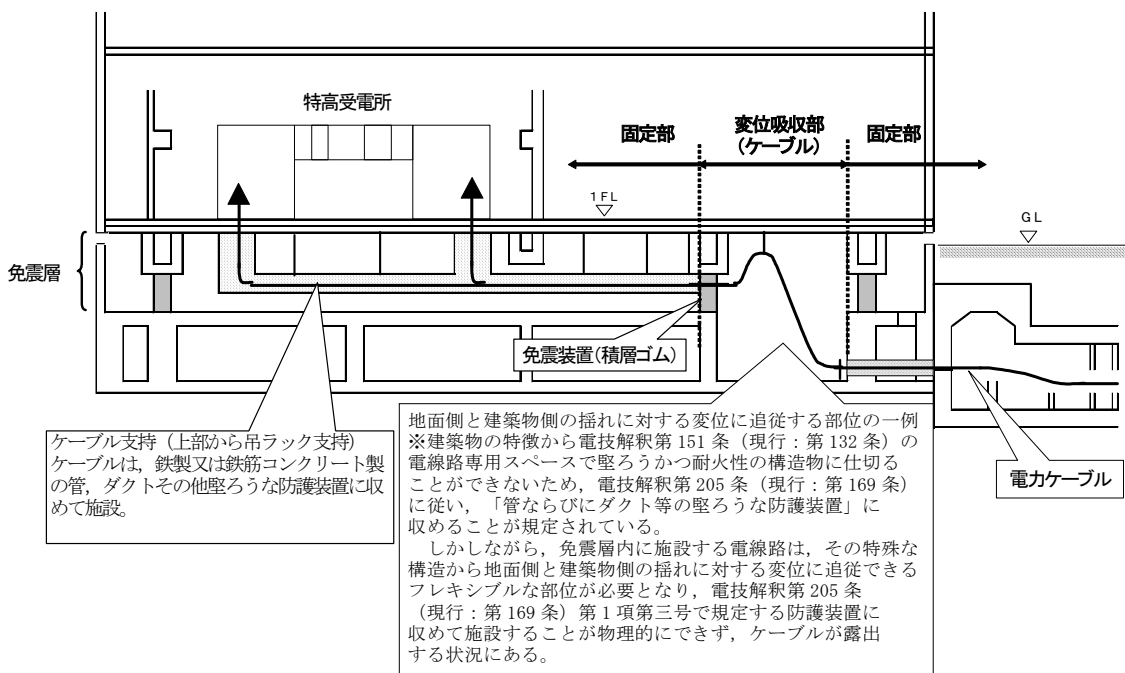 特高受電所
固定部
変位吸収部
(ケーブル)
固定部
1FL
GL
免震層
免震装置(積層ゴム)
ケーブル支持（上部から吊ラック支持）
ケーブルは，鉄製又は鉄筋コンクリート製
の管，ダクトその他堅ろうな防護装置に収
めて施設。
地面側と建築物側の揺れに対する変位に追従する部位の一例
※建築物の特徴から電技解釈第151条（現行：第132条）の
電線路専用スペースで堅ろうかつ耐火性の構造物に仕切る
ことができないため，電技解釈第205条（現行：第169条）
に従い，「管ならびにダクト等の堅ろうな防護装置」に
収めることが規定されている。
しかしながら，免震層内に施設する電線路は，その特殊な
構造から地面側と建築物側の揺れに対する変位に追従できる
フレキシブルな部位が必要となり，電技解釈第205条
（現行：第169条）第1項第三号で規定する防護装置に
収めて施設することが物理的にできず，ケーブルが露出
する状況にある。
電力ケーブル